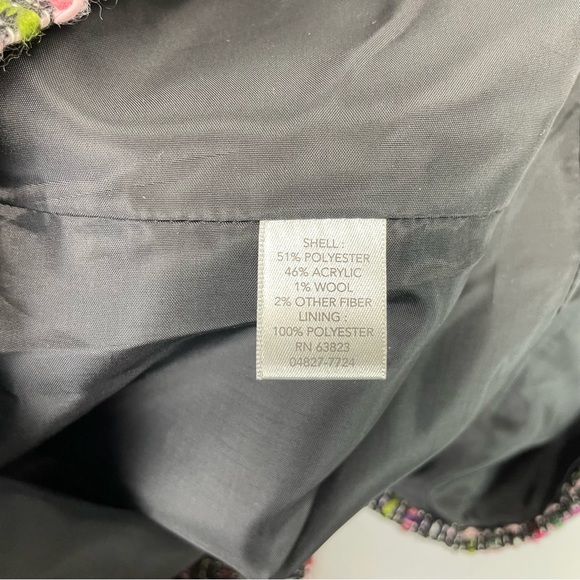 SHELL :
51% POLYESTER
46% ACRYLIC
1% WOOL
2% OTHER FIBER
LINING :
100% POLYESTER
RN 63823
04827-7724